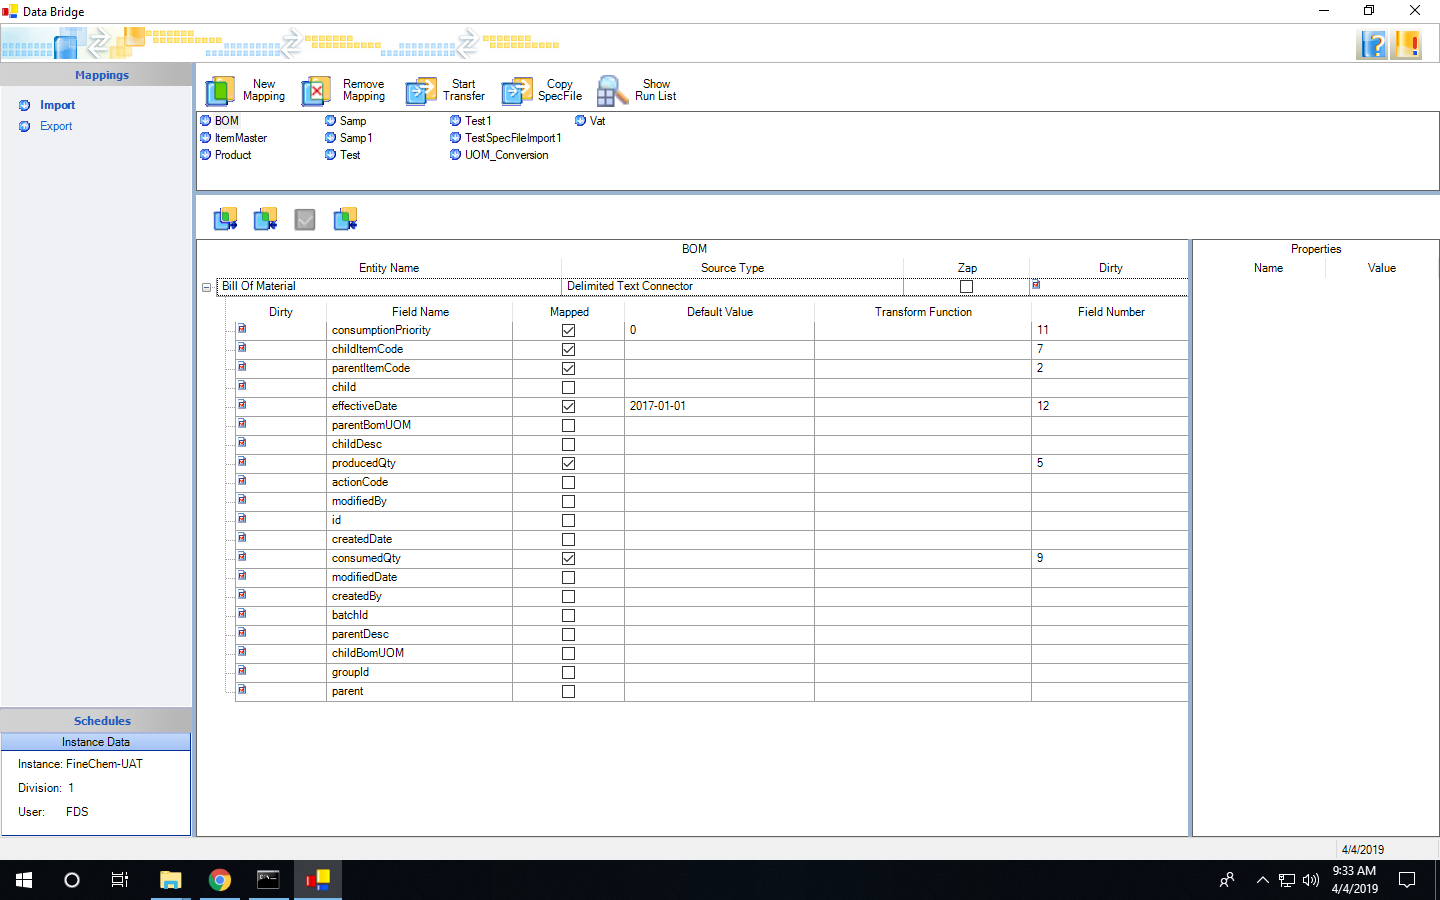 Data Bridge
Mappings
Import
Export
New Mapping
Remove Mapping
Start Transfer
Copy SpecFile
Show Run List
BOM
Samp
Test1
Vat
ItemMaster
Samp1
TestSpecFileImport1
Product
Test
UOM_Conversion
BOM
Entity Name Source Type Zap Dirty
Bill Of Material Delimited Text Connector
Dirty Field Name Mapped Default Value Transform Function Field Number
consumptionPriority 0 11
childItemCode 7
parentItemCode 2
child
effectiveDate 2017-01-01 12
parentBomUOM
childDesc
producedQty 5
actionCode
modifiedBy
id
createdDate
consumedQty 9
modifiedDate
createdBy
batchId
parentDesc
childBomUOM
groupId
parent
Properties
Name Value
Schedules
Instance Data
Instance: FineChem-UAT
Division: 1
User: FDS
4/4/2019
9:33 AM
4/4/2019